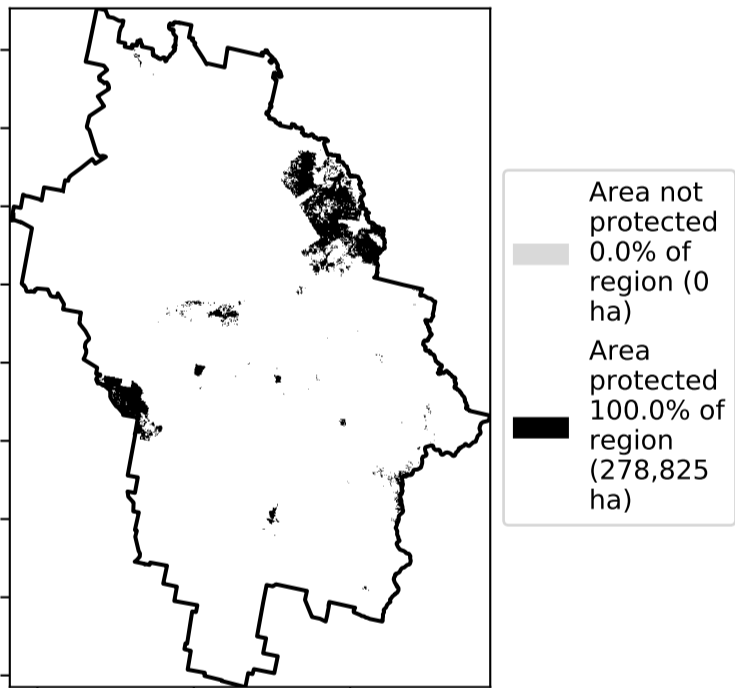 Area not
protected
0.0% of
region (0
ha)
Area
protected
100.0% of
region
(278,825
ha)